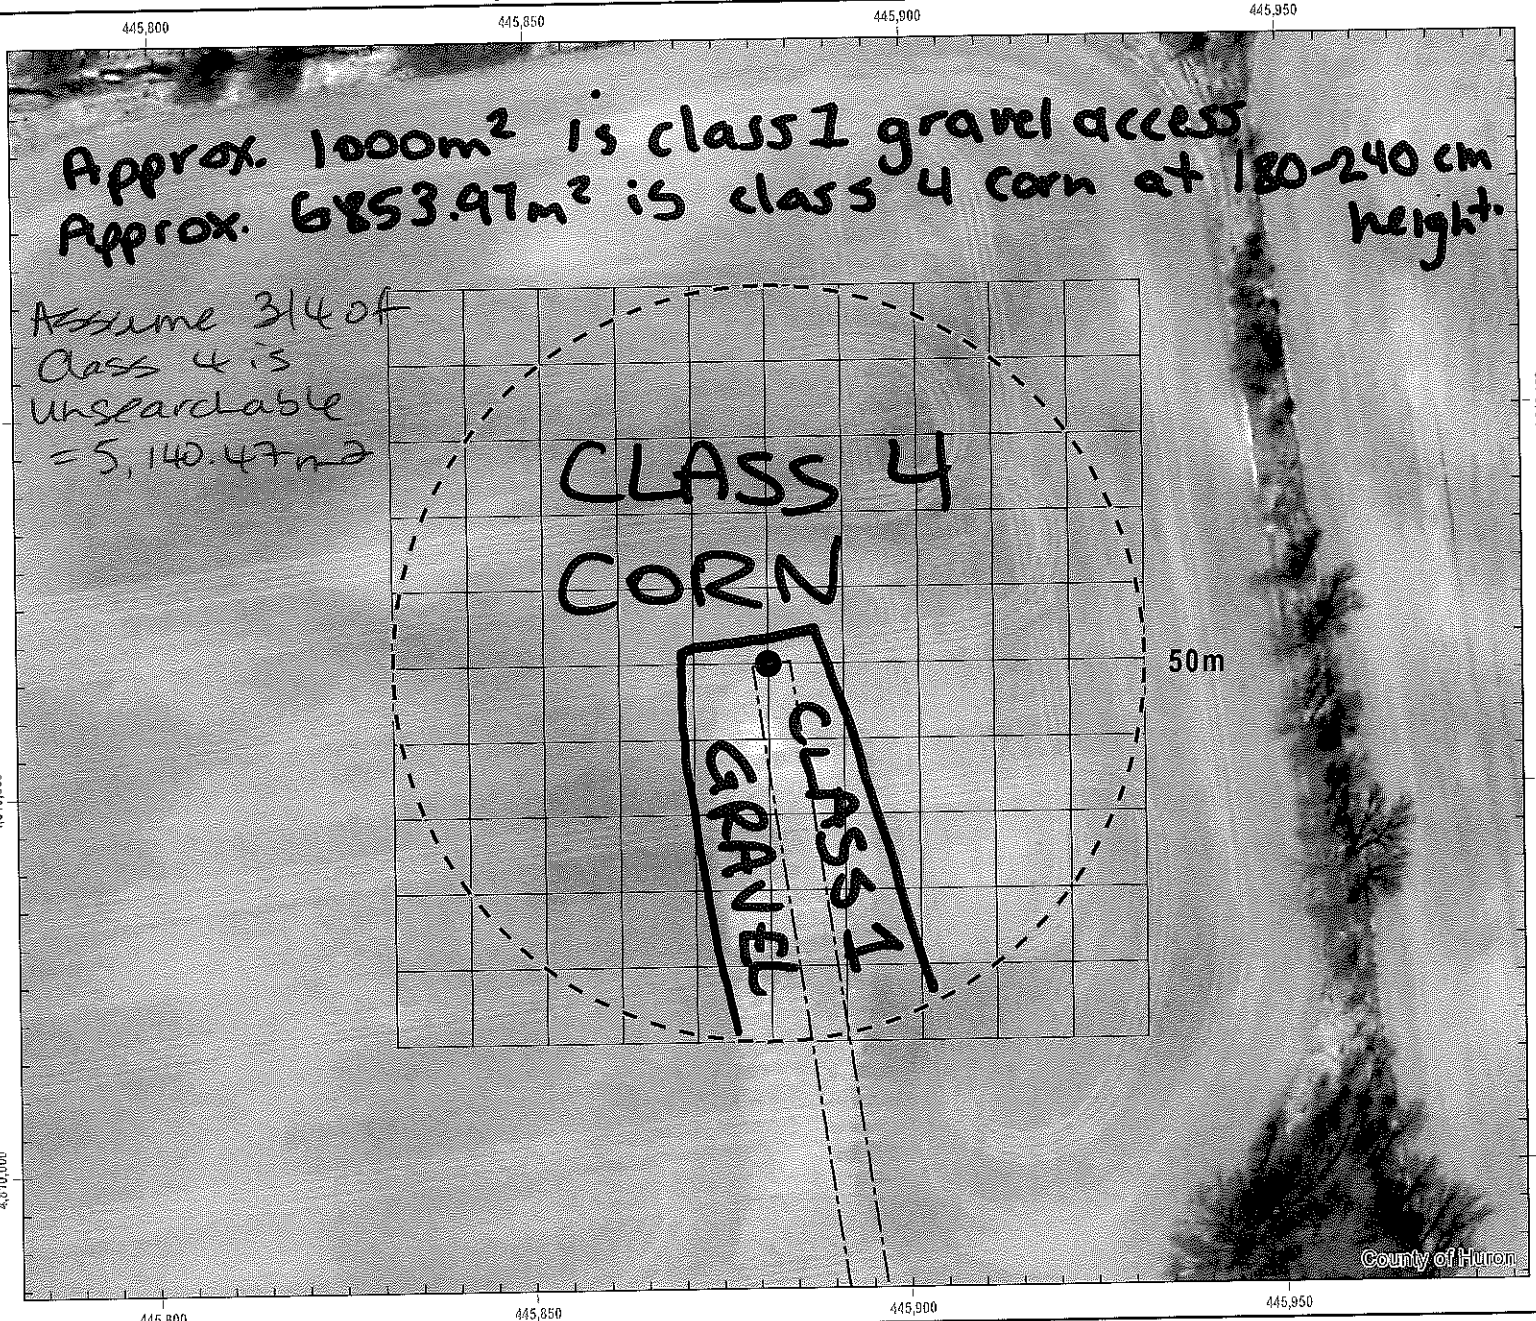 445,800 445,850 445,900 445,950
Approx. 1000m² is class 1 gravel access
Approx. 6853.97m² is class 4 corn at 180-240 cm
height.
Assume 3/4 of
Class 4 is
unsearchable
= 5,140.47m²
CLASS 4
CORN
50m
CLASS 1
GRAVEL
County of Huron
445,850 445,900 445,950